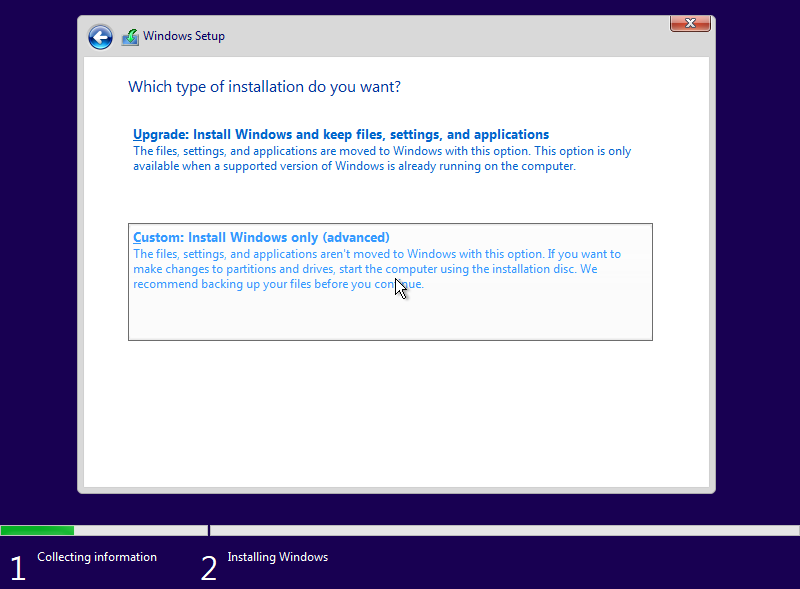 Windows Setup
Which type of installation do you want?
Upgrade: Install Windows and keep files, settings, and applications
The files, settings, and applications are moved to Windows with this option. This option is only
available when a supported version of Windows is already running on the computer.
Custom: Install Windows only (advanced)
The files, settings, and applications aren't moved to Windows with this option. If you want to
make changes to partitions and drives, start the computer using the installation disc. We
recommend backing up your files before you continue.
1 Collecting information
2 Installing Windows